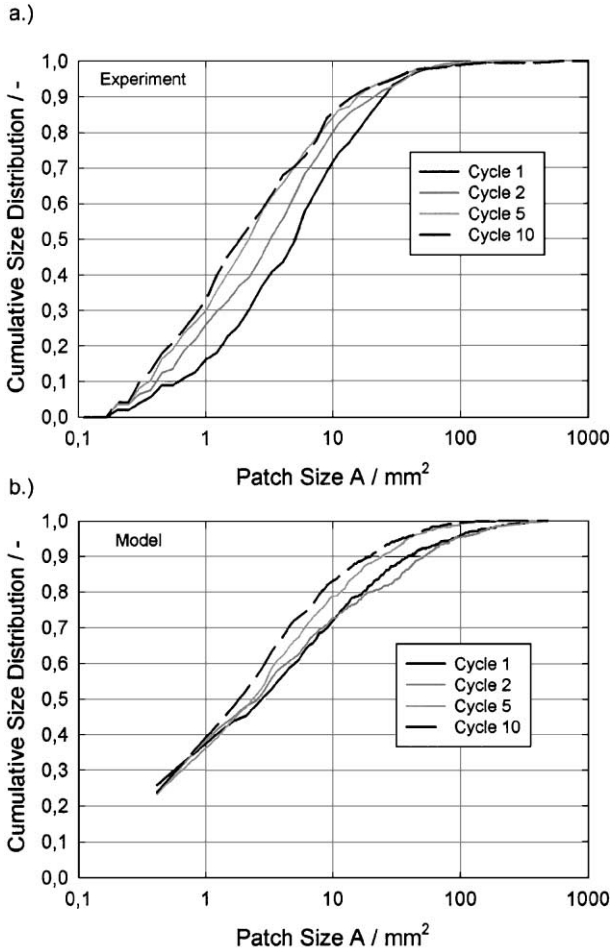 a.)
1,0
0,9
0,8
0,7
0,6
0,5
0,4
0,3
0,2
0,1
0,0
Cumulative Size Distribution / -
Experiment
Cycle 1
Cycle 2
Cycle 5
Cycle 10
0,1 1 10 100 1000
Patch Size A / mm²
b.)
1,0
0,9
0,8
0,7
0,6
0,5
0,4
0,3
0,2
0,1
0,0
Cumulative Size Distribution / -
Model
Cycle 1
Cycle 2
Cycle 5
Cycle 10
0,1 1 10 100 1000
Patch Size A / mm²